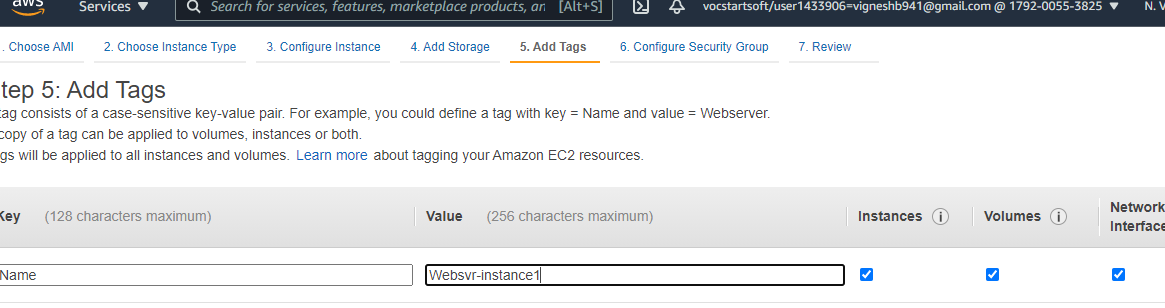 aws Services Search for services, features, marketplace products, an [Alt+S] vocstartsoft/user1433906=vigneshb941@gmail.com @ 1792-0055-3825 N. V
. Choose AMI 2. Choose Instance Type 3. Configure Instance 4. Add Storage 5. Add Tags 6. Configure Security Group 7. Review
tep 5: Add Tags
tag consists of a case-sensitive key-value pair. For example, you could define a tag with key = Name and value = Webserver.
copy of a tag can be applied to volumes, instances or both.
gs will be applied to all instances and volumes. Learn more about tagging your Amazon EC2 resources.
Key (128 characters maximum) Value (256 characters maximum) Instances Volumes Network Interface
Name Websvr-instance1